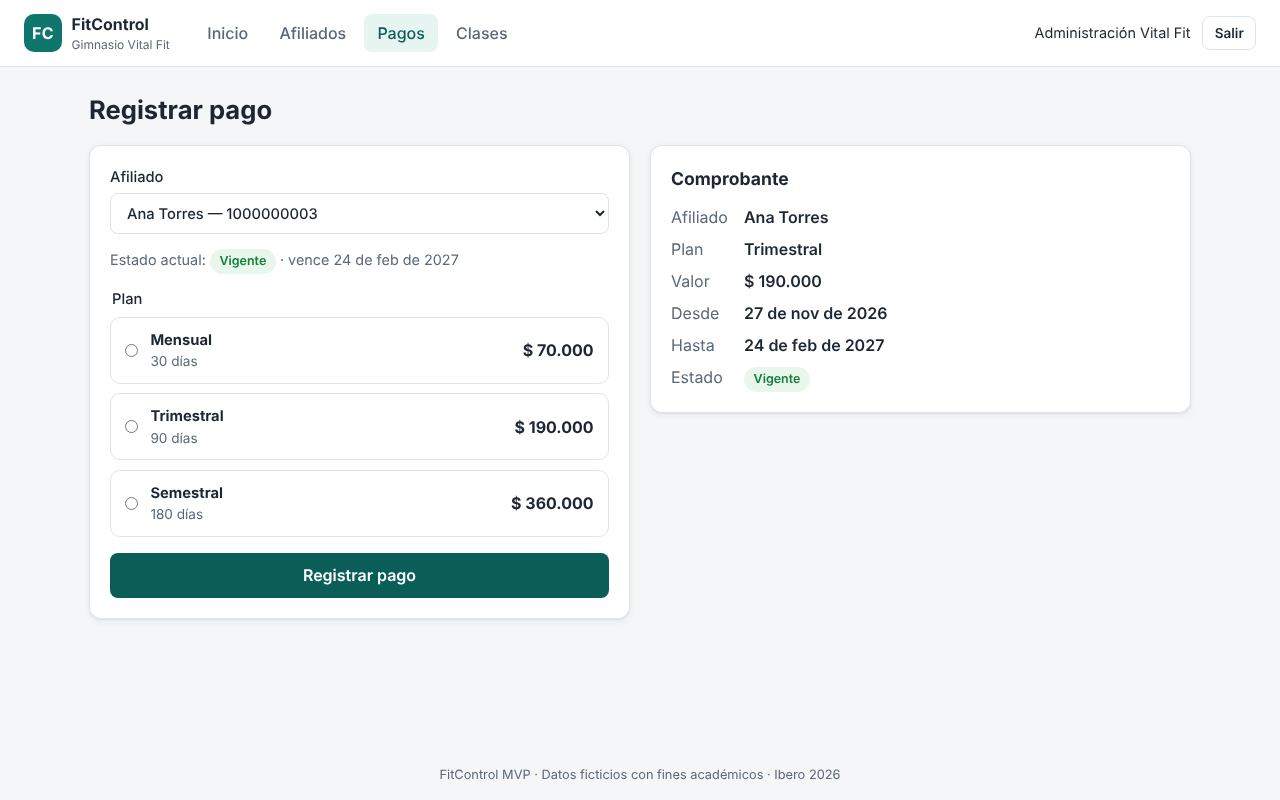 FC
FitControl
Gimnasio Vital Fit
Inicio
Afiliados
Pagos
Clases
Administración Vital Fit
Salir
Registrar pago
Afiliado
Ana Torres — 1000000003
Estado actual: Vigente · vence 24 de feb de 2027
Plan
Mensual
30 días
$ 70.000
Trimestral
90 días
$ 190.000
Semestral
180 días
$ 360.000
Registrar pago
Comprobante
Afiliado Ana Torres
Plan Trimestral
Valor $ 190.000
Desde 27 de nov de 2026
Hasta 24 de feb de 2027
Estado Vigente
FitControl MVP · Datos ficticios con fines académicos · Ibero 2026